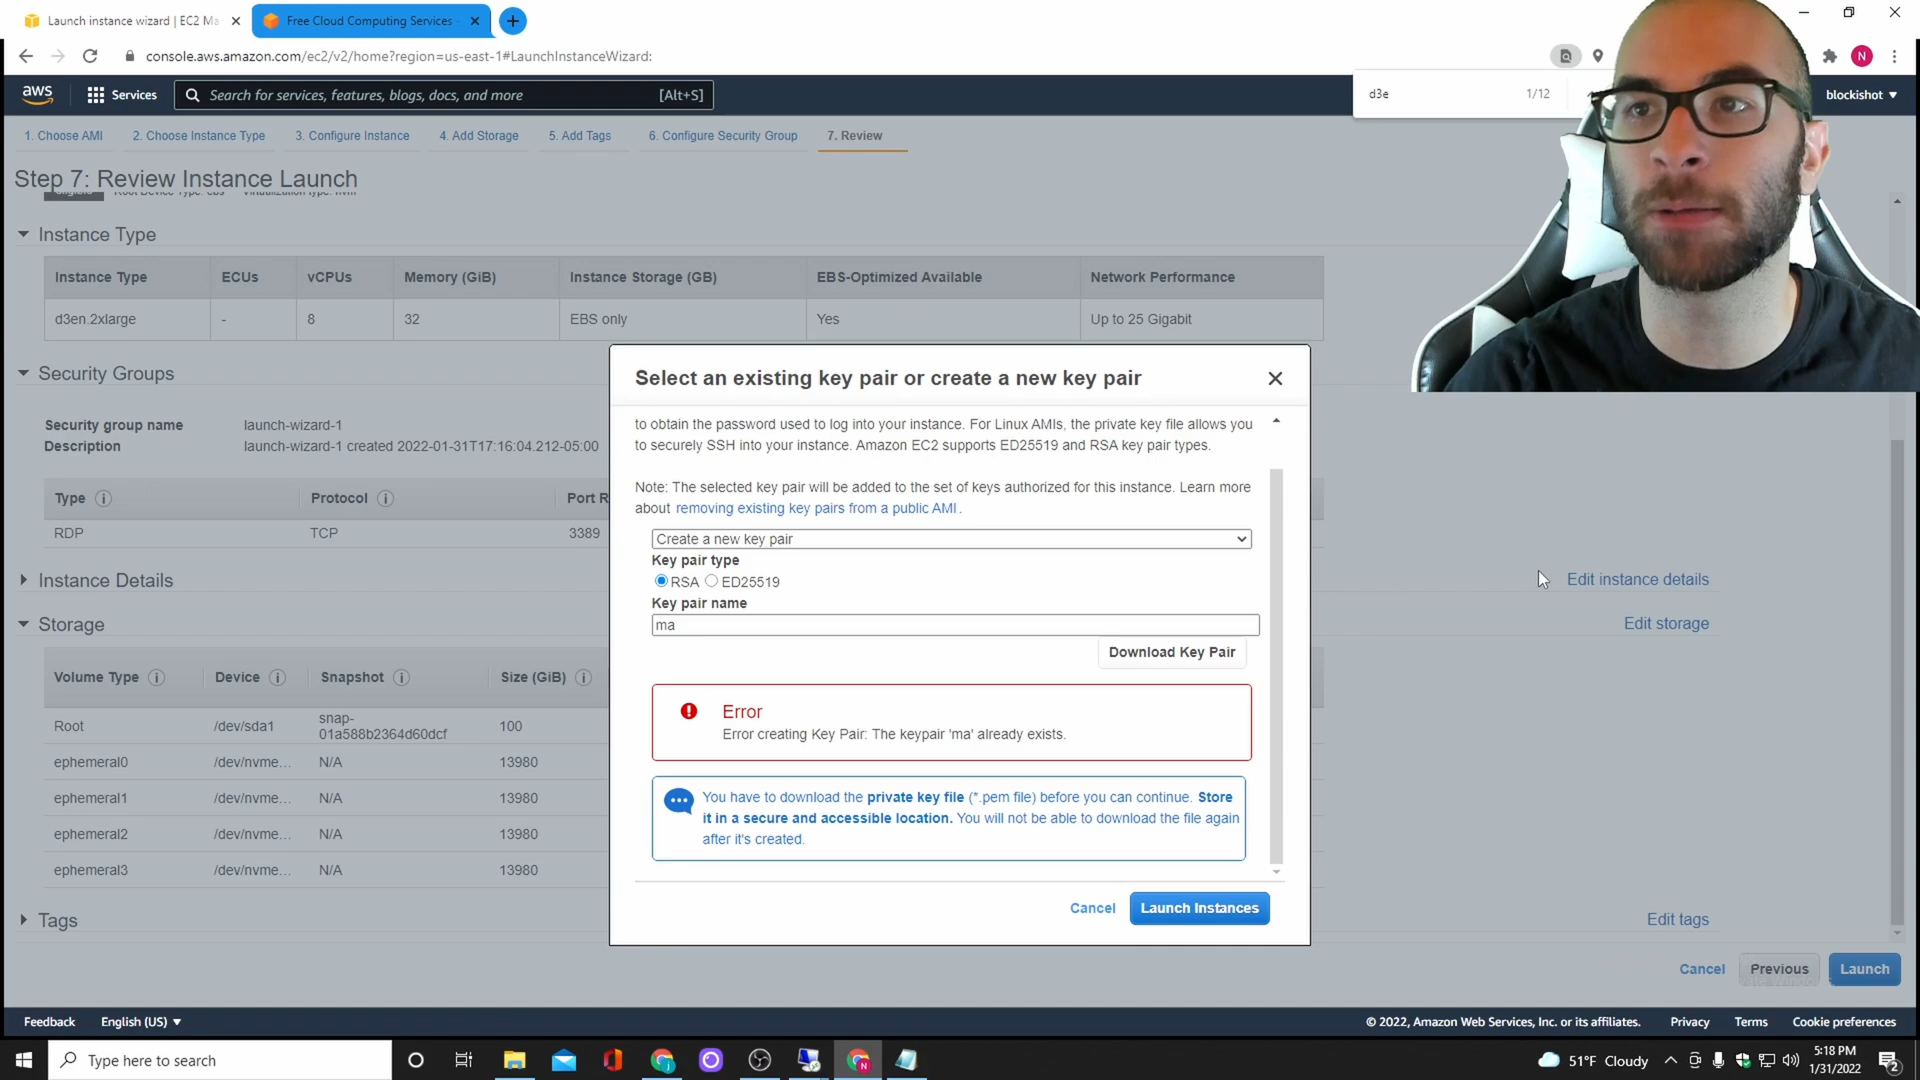 Launch instance wizard | EC2 Ma
Free Cloud Computing Services -
console.aws.amazon.com/ec2/v2/home?region=us-east-1#LaunchInstanceWizard:
N
aws
Services
Search for services, features, blogs, docs, and more
[Alt+S]
d3e
1/12
blockishot
1. Choose AMI
2. Choose Instance Type
3. Configure Instance
4. Add Storage
5. Add Tags
6. Configure Security Group
7. Review
Step 7: Review Instance Launch
Root Device Type: ebs Virtualization type: hvm
Instance Type
Instance Type ECUs vCPUs Memory (GiB) Instance Storage (GB) EBS-Optimized Available Network Performance
d3en.2xlarge - 8 32 EBS only Yes Up to 25 Gigabit
Security Groups
Security group name launch-wizard-1
Description launch-wizard-1 created 2022-01-31T17:16:04.212-05:00
Type Protocol Port R
RDP TCP 3389
Instance Details
Edit instance details
Storage
Edit storage
Volume Type Device Snapshot Size (GiB)
Root /dev/sda1 snap-01a588b2364d60dcf 100
ephemeral0 /dev/nvme... N/A 13980
ephemeral1 /dev/nvme... N/A 13980
ephemeral2 /dev/nvme... N/A 13980
ephemeral3 /dev/nvme... N/A 13980
Tags
Edit tags
Select an existing key pair or create a new key pair
to obtain the password used to log into your instance. For Linux AMIs, the private key file allows you
to securely SSH into your instance. Amazon EC2 supports ED25519 and RSA key pair types.
Note: The selected key pair will be added to the set of keys authorized for this instance. Learn more
about removing existing key pairs from a public AMI .
Create a new key pair
Key pair type
RSA ED25519
Key pair name
ma
Download Key Pair
Error
Error creating Key Pair: The keypair 'ma' already exists.
You have to download the private key file (*.pem file) before you can continue. Store
it in a secure and accessible location. You will not be able to download the file again
after it's created.
Cancel
Launch Instances
Cancel
Previous
Launch
Feedback
English (US)
© 2022, Amazon Web Services, Inc. or its affiliates.
Privacy
Terms
Cookie preferences
Type here to search
51°F Cloudy
5:18 PM
1/31/2022
2